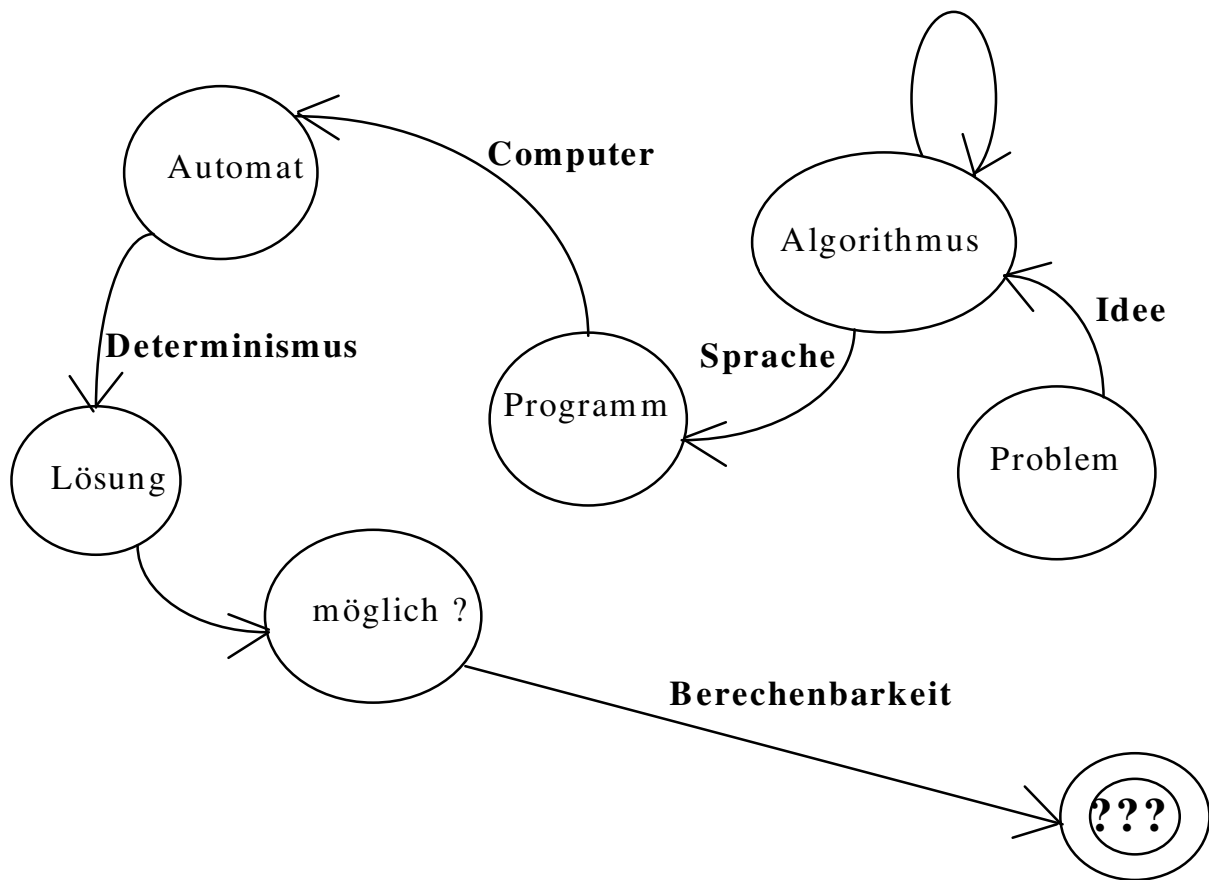 Computer
Automat
Algorithmus
Idee
Determinismus
Sprache
Programm
Problem
Lösung
möglich ?
Berechenbarkeit
???